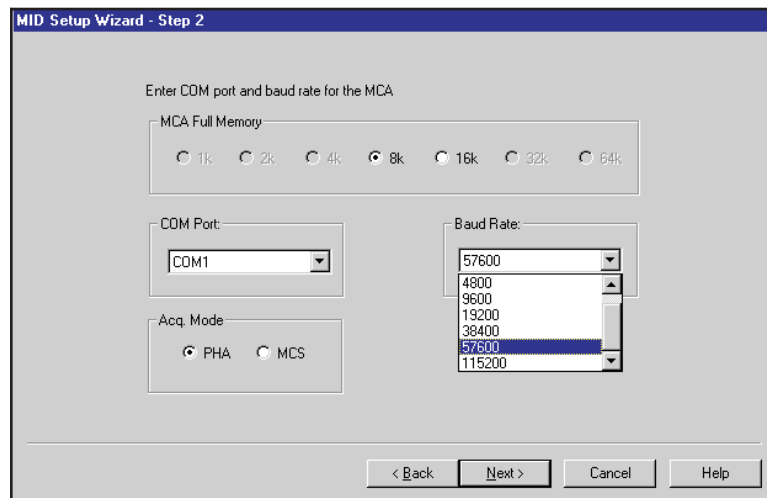 MID Setup Wizard - Step 2
Enter COM port and baud rate for the MCA
MCA Full Memory
1k 2k 4k 8k 16k 32k 64k
COM Port:
COM1
Baud Rate:
57600
4800
9600
19200
38400
57600
115200
Acq. Mode
PHA MCS
< Back Next > Cancel Help